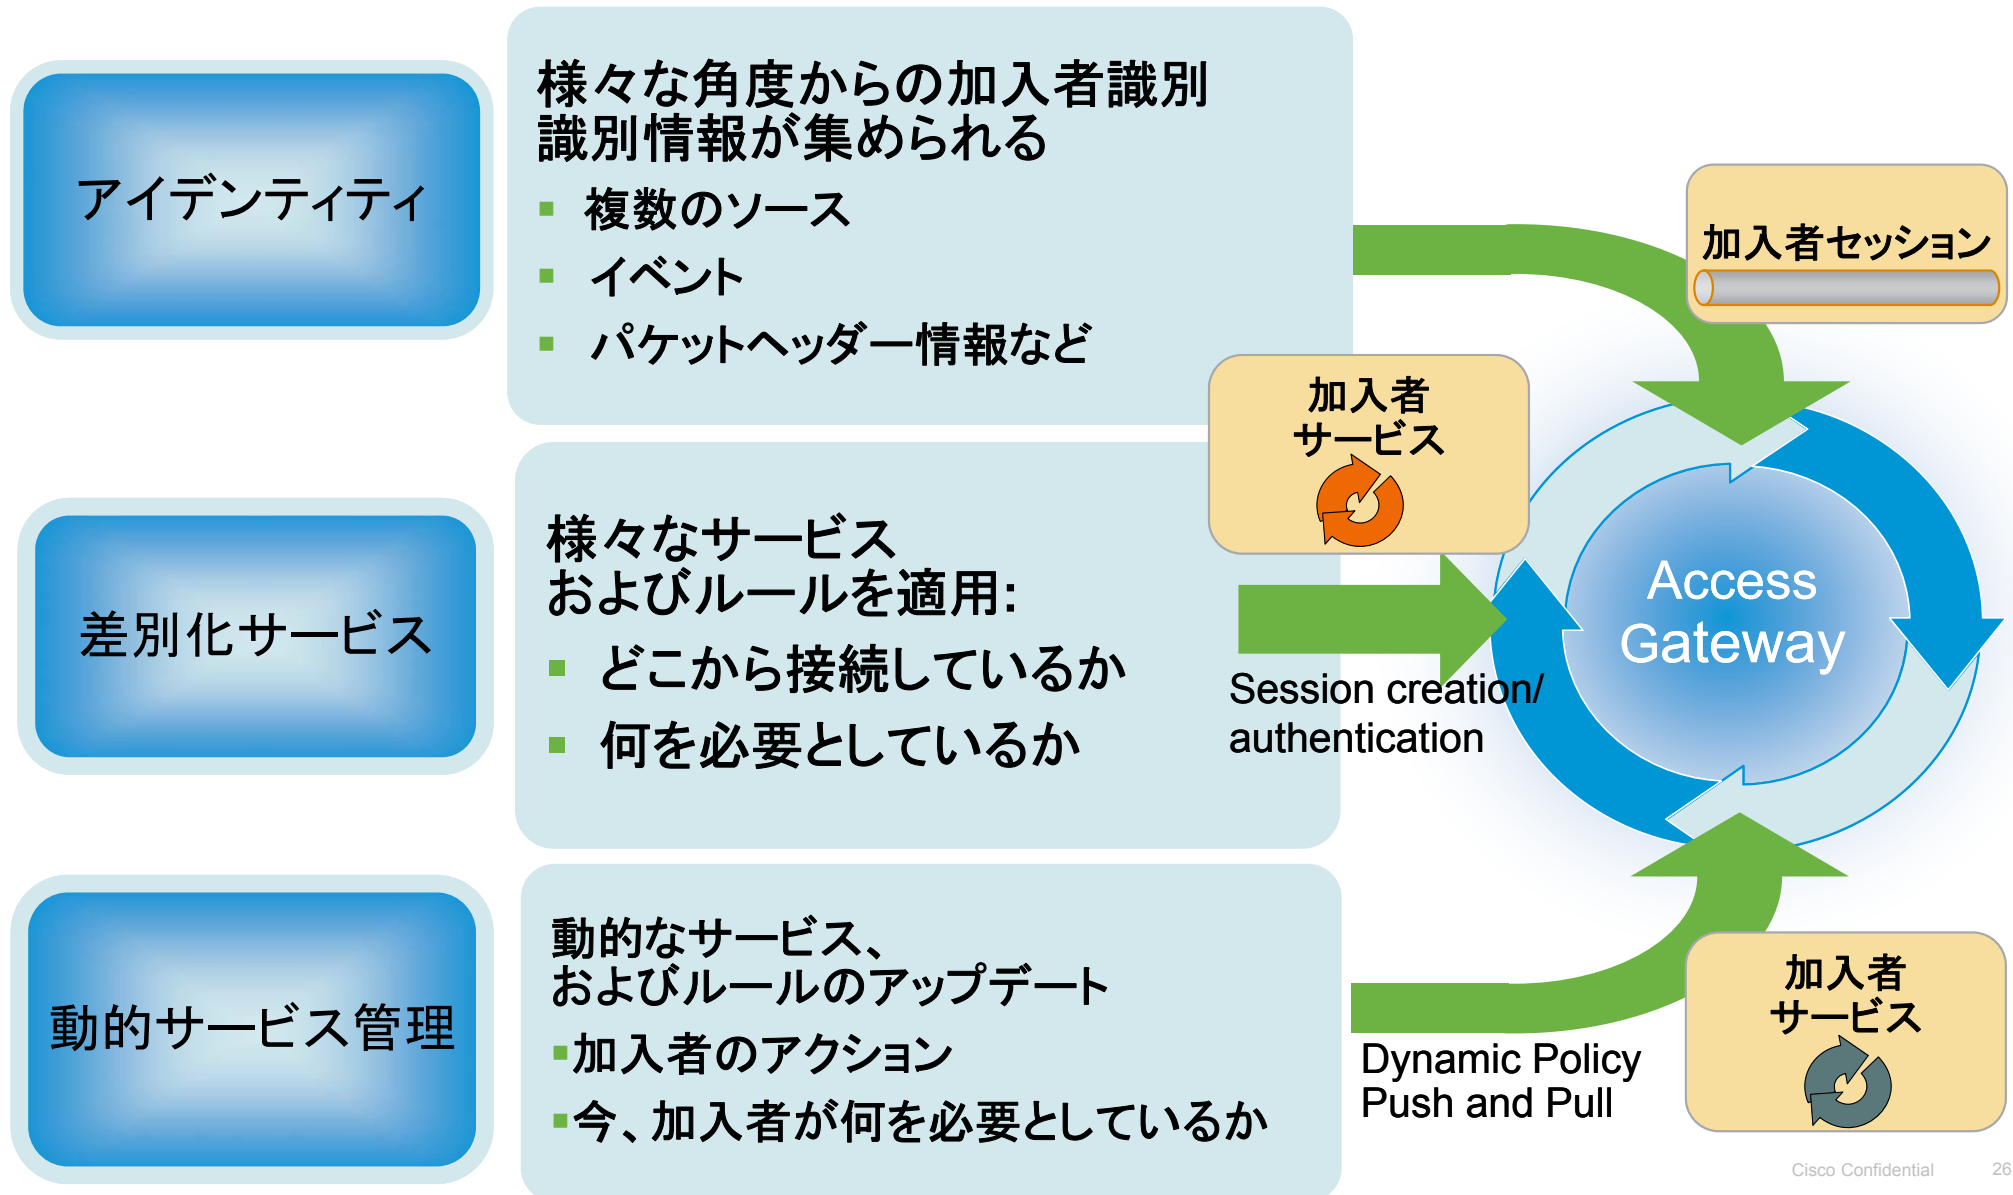 アイデンティティ
様々な角度からの加入者識別
識別情報が集められる
▪ 複数のソース
▪ イベント
▪ パケットヘッダー情報など
加入者セッション
差別化サービス
様々なサービス
およびルールを適用:
▪ どこから接続しているか
▪ 何を必要としているか
加入者
サービス
Session creation/
authentication
Access
Gateway
動的サービス管理
動的なサービス、
およびルールのアップデート
▪加入者のアクション
▪今、加入者が何を必要としているか
Dynamic Policy
Push and Pull
加入者
サービス
Cisco Confidential 26